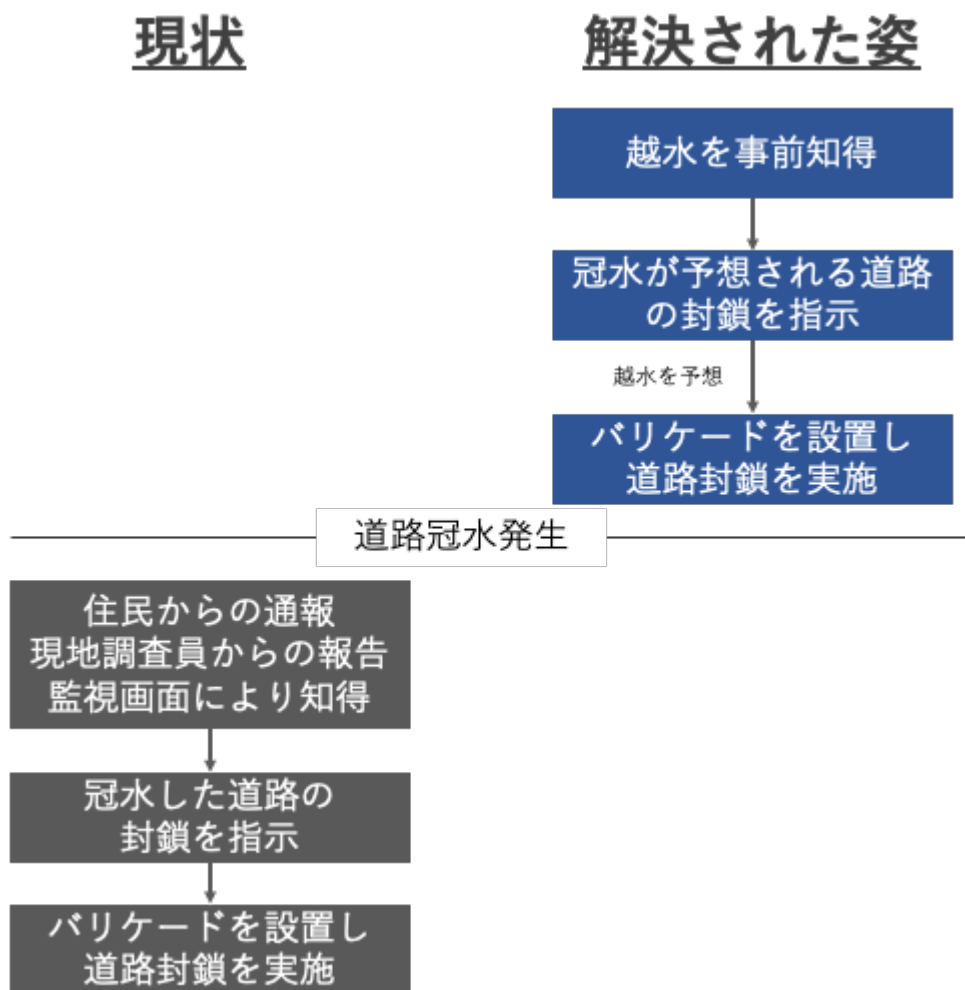 現状
解決された姿
越水を事前知得
冠水が予想される道路
の封鎖を指示
越水を予想
バリケードを設置し
道路封鎖を実施
道路冠水発生
住民からの通報
現地調査員からの報告
監視画面により知得
冠水した道路の
封鎖を指示
バリケードを設置し
道路封鎖を実施